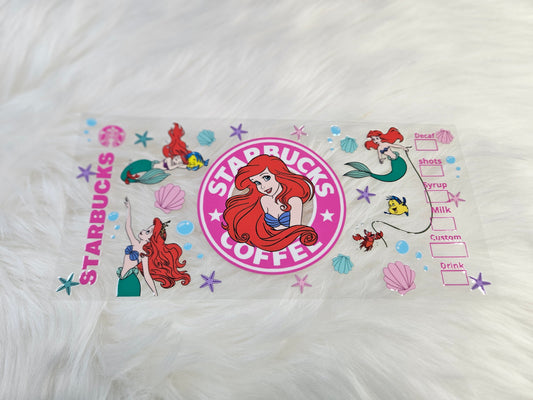 STARBUCKS
STARBUCKS
COFFEE
Decaf
shots
Syrup
Milk
Custom
Drink